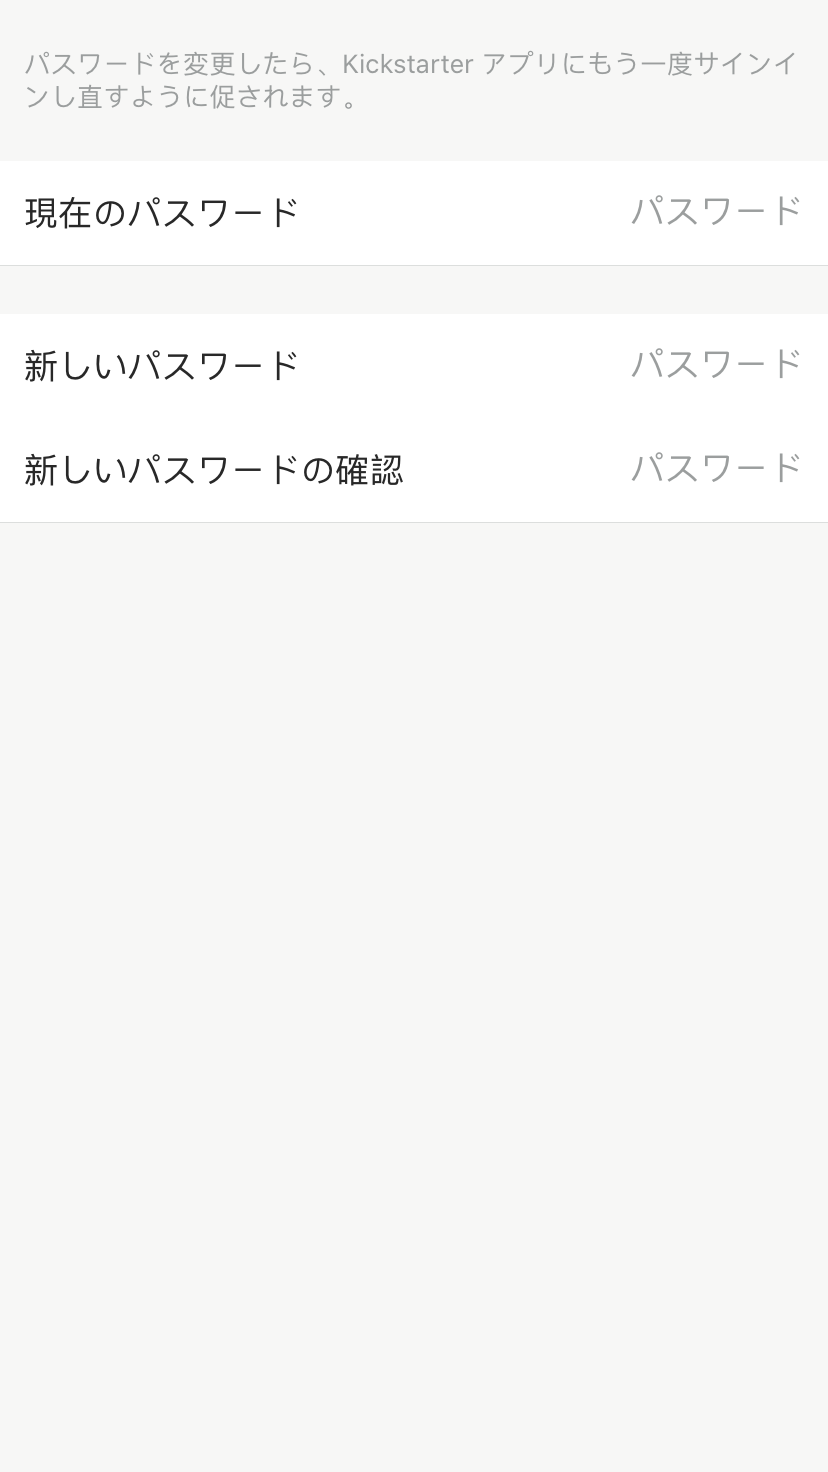 パスワードを変更したら、Kickstarter アプリにもう一度サインイ
ンし直すように促されます。
現在のパスワード パスワード
新しいパスワード パスワード
新しいパスワードの確認 パスワード